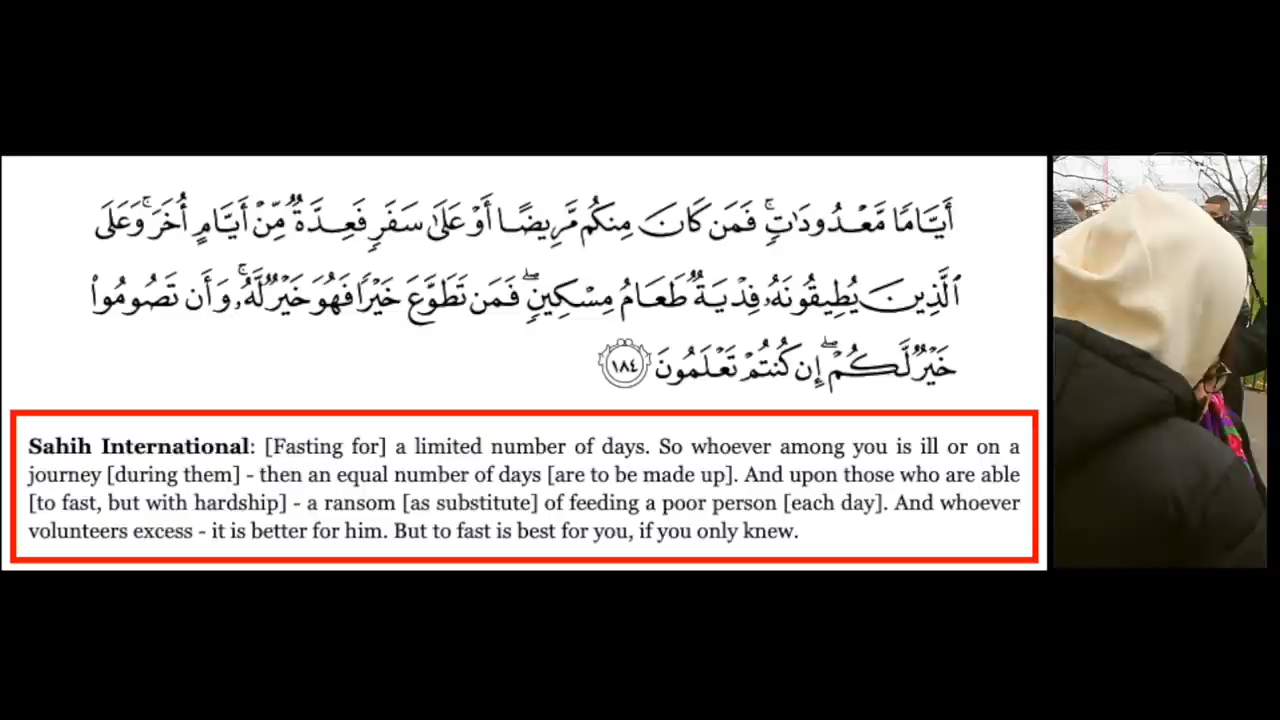 أَيَّامًا مَّعْدُودَٰتٍ ۚ فَمَن كَانَ مِنكُم مَّرِيضًا أَوْ عَلَىٰ سَفَرٍ فَعِدَّةٌ مِّنْ أَيَّامٍ أُخَرَ ۚ وَعَلَى
ٱلَّذِينَ يُطِيقُونَهُۥ فِدْيَةٌ طَعَامُ مِسْكِينٍ ۖ فَمَن تَطَوَّعَ خَيْرًا فَهُوَ خَيْرٌ لَّهُۥ ۚ وَأَن تَصُومُوا۟
خَيْرٌ لَّكُمْ ۖ إِن كُنتُمْ تَعْلَمُونَ ١٨٤
Sahih International: [Fasting for] a limited number of days. So whoever among you is ill or on a
journey [during them] - then an equal number of days [are to be made up]. And upon those who are able
[to fast, but with hardship] - a ransom [as substitute] of feeding a poor person [each day]. And whoever
volunteers excess - it is better for him. But to fast is best for you, if you only knew.